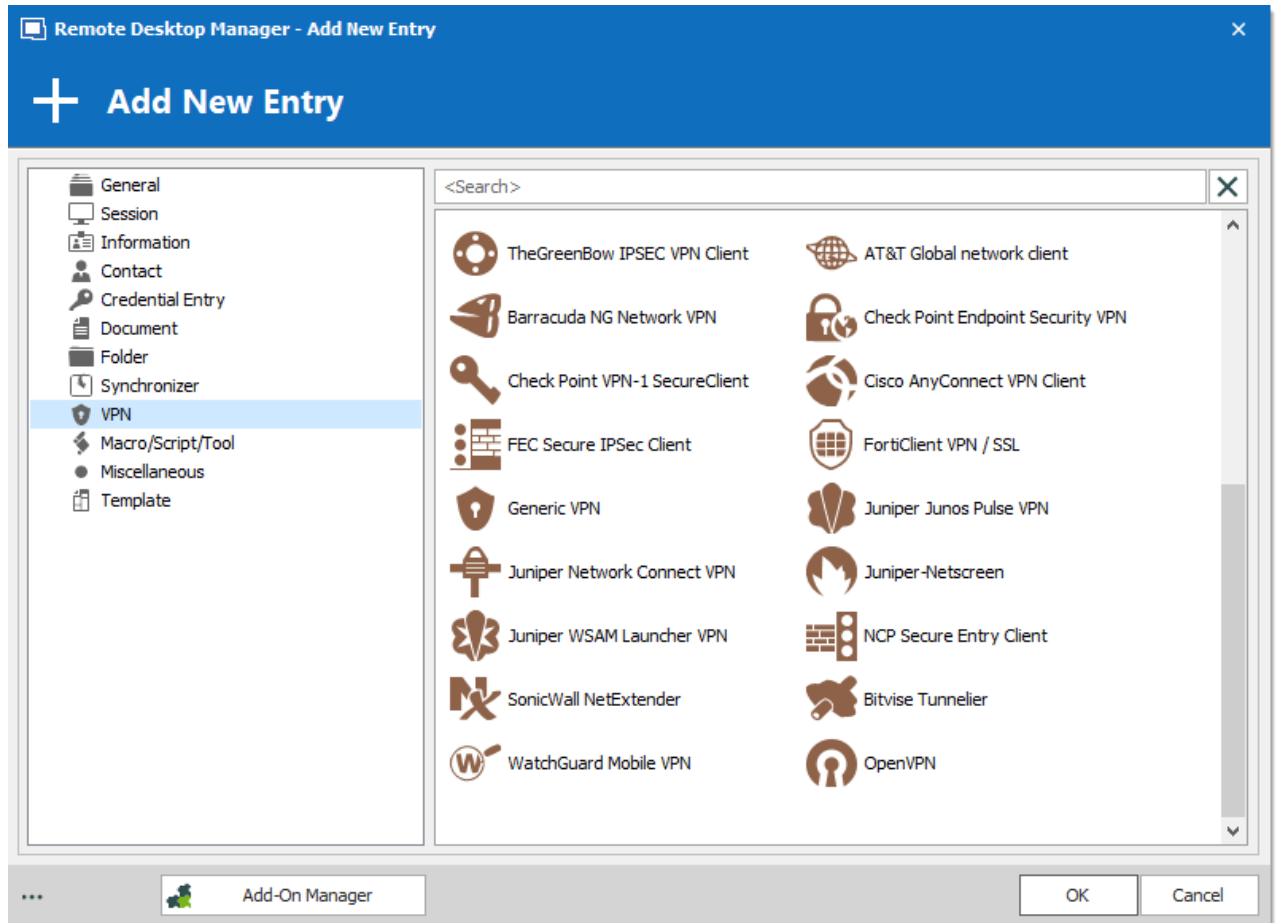 Remote Desktop Manager - Add New Entry
Add New Entry
General
Session
Information
Contact
Credential Entry
Document
Folder
Synchronizer
VPN
Macro/Script/Tool
Miscellaneous
Template
<Search>
TheGreenBow IPSEC VPN Client
AT&T Global network client
Barracuda NG Network VPN
Check Point Endpoint Security VPN
Check Point VPN-1 SecureClient
Cisco AnyConnect VPN Client
FEC Secure IPSec Client
FortiClient VPN / SSL
Generic VPN
Juniper Junos Pulse VPN
Juniper Network Connect VPN
Juniper-Netscreen
Juniper WSAM Launcher VPN
NCP Secure Entry Client
SonicWall NetExtender
Bitvise Tunnelier
WatchGuard Mobile VPN
OpenVPN
...
Add-On Manager
OK
Cancel